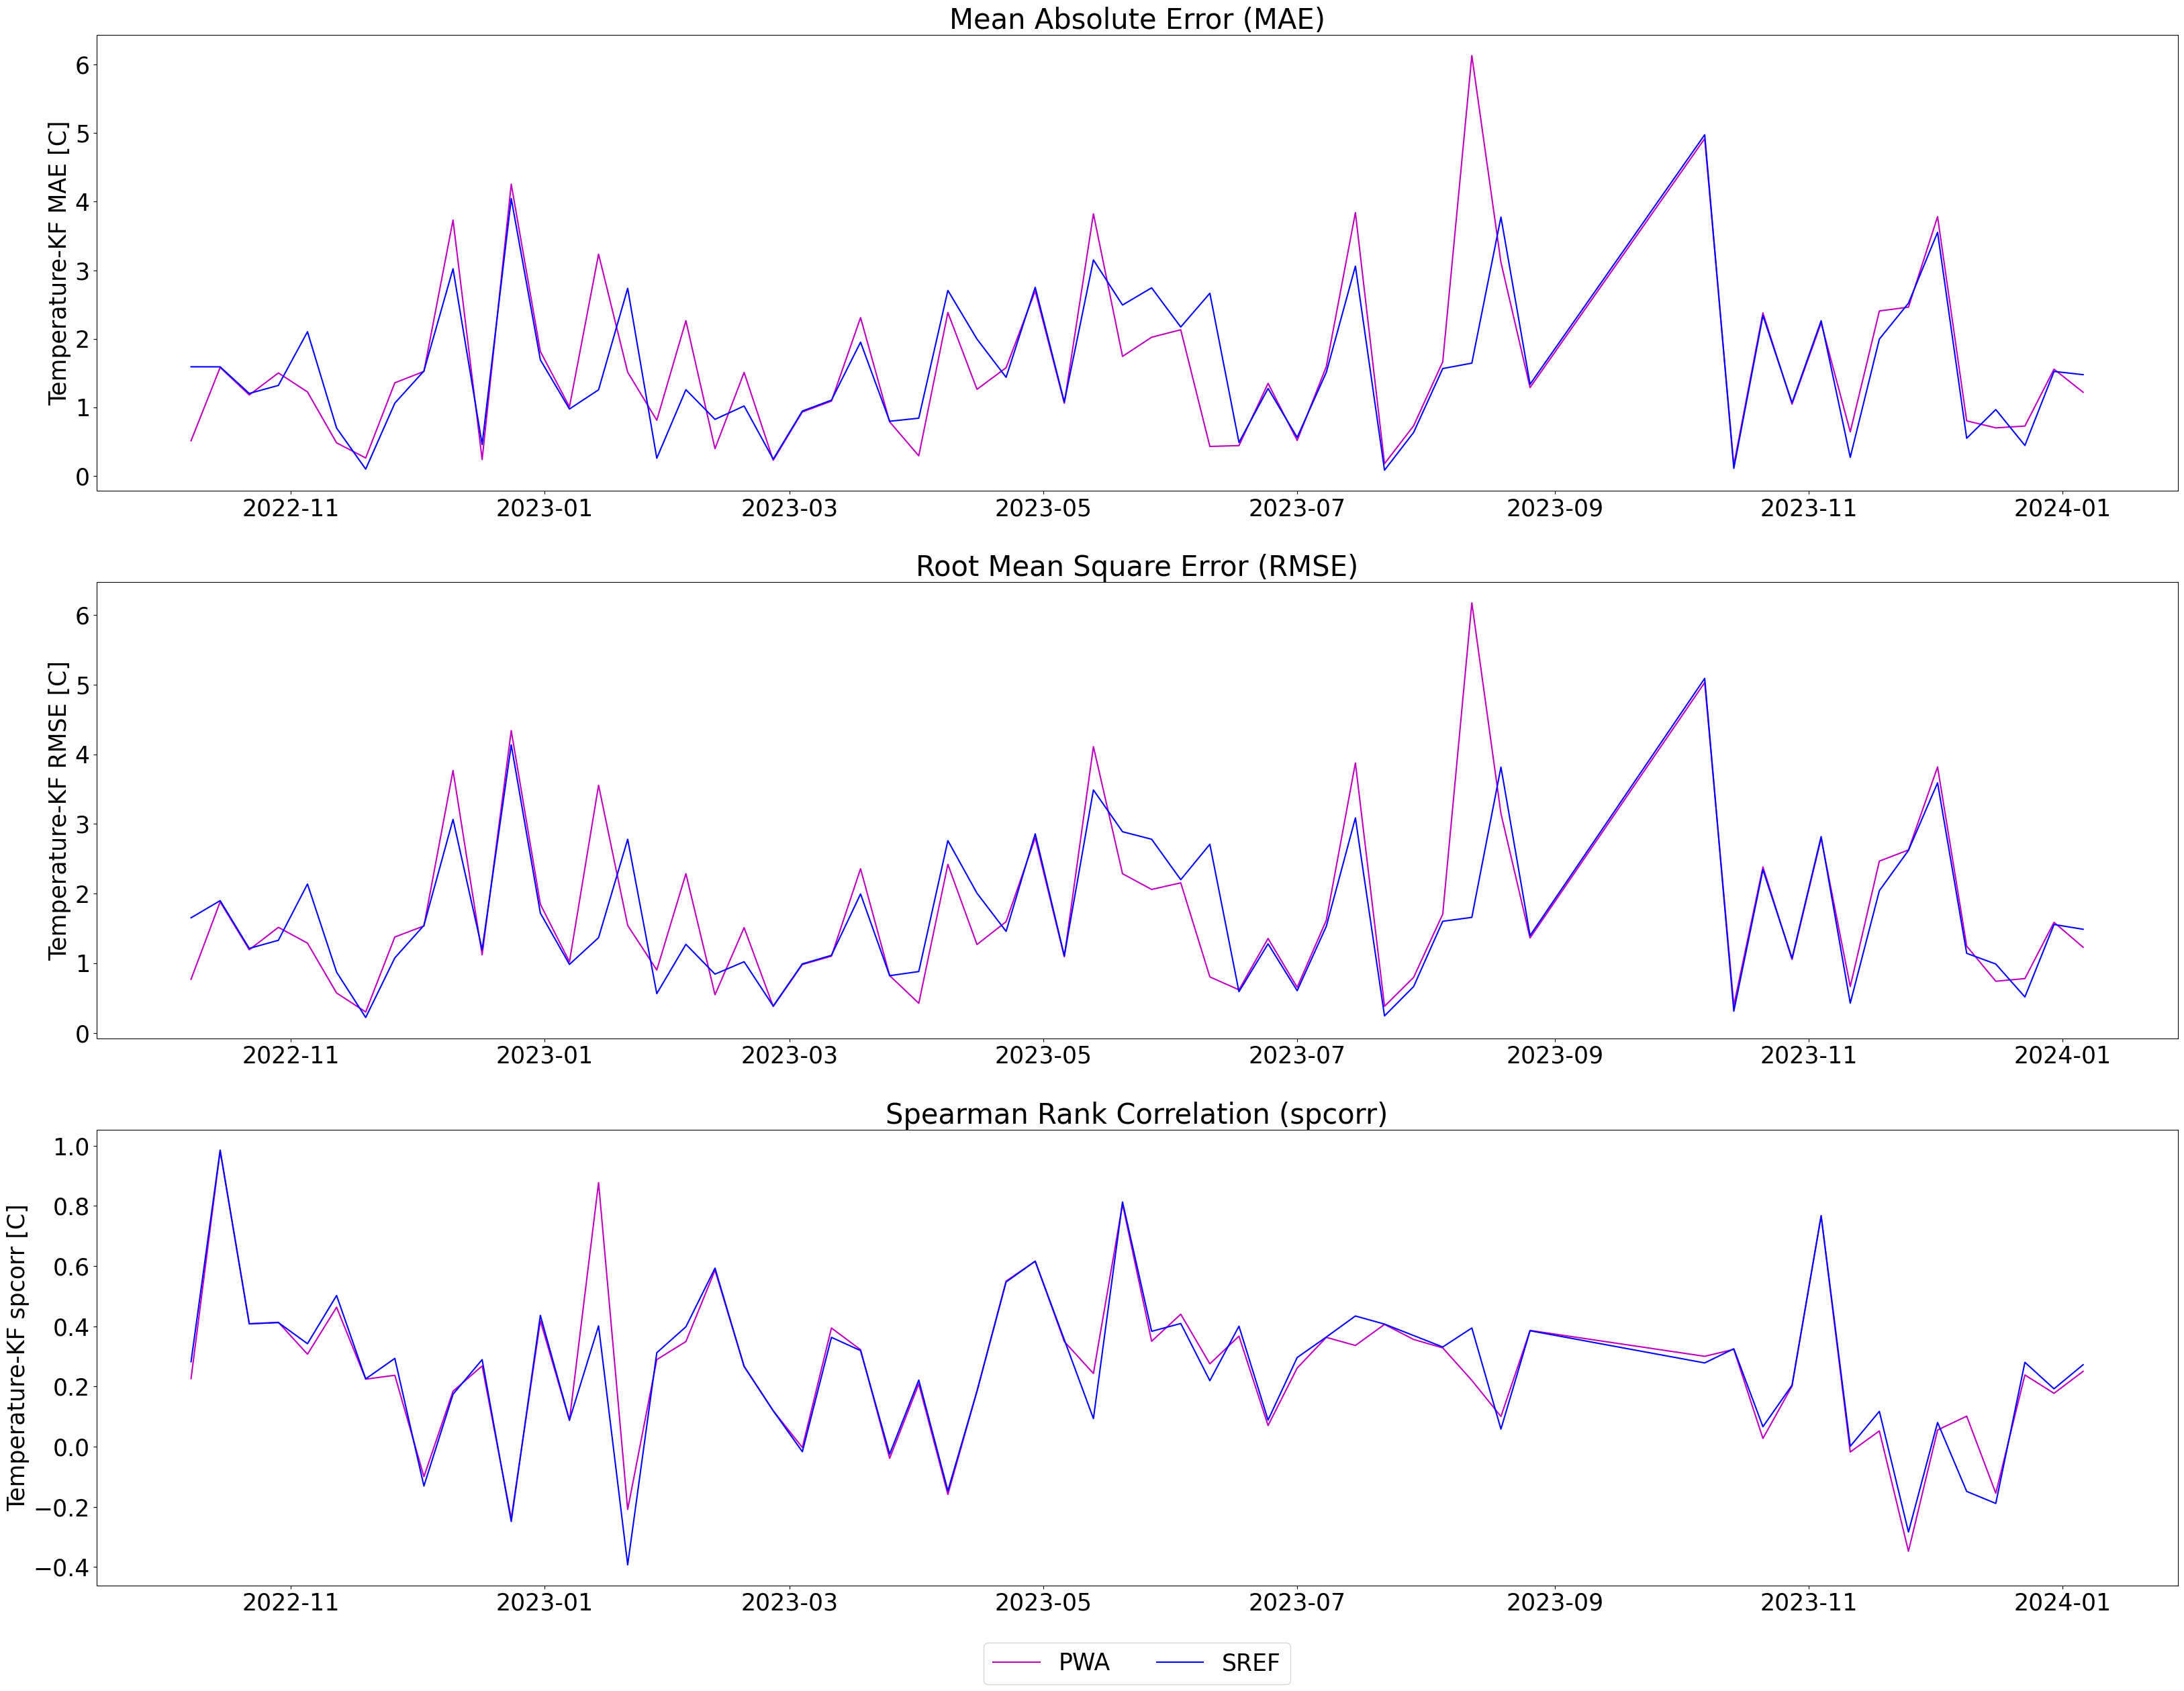 Mean Absolute Error (MAE)
Temperature-KF MAE [C]
6
5
4
3
2
1
0
2022-11 2023-01 2023-03 2023-05 2023-07 2023-09 2023-11 2024-01
Root Mean Square Error (RMSE)
Temperature-KF RMSE [C]
6
5
4
3
2
1
0
2022-11 2023-01 2023-03 2023-05 2023-07 2023-09 2023-11 2024-01
Spearman Rank Correlation (spcorr)
Temperature-KF spcorr [C]
1.0
0.8
0.6
0.4
0.2
0.0
−0.2
−0.4
2022-11 2023-01 2023-03 2023-05 2023-07 2023-09 2023-11 2024-01
PWA SREF